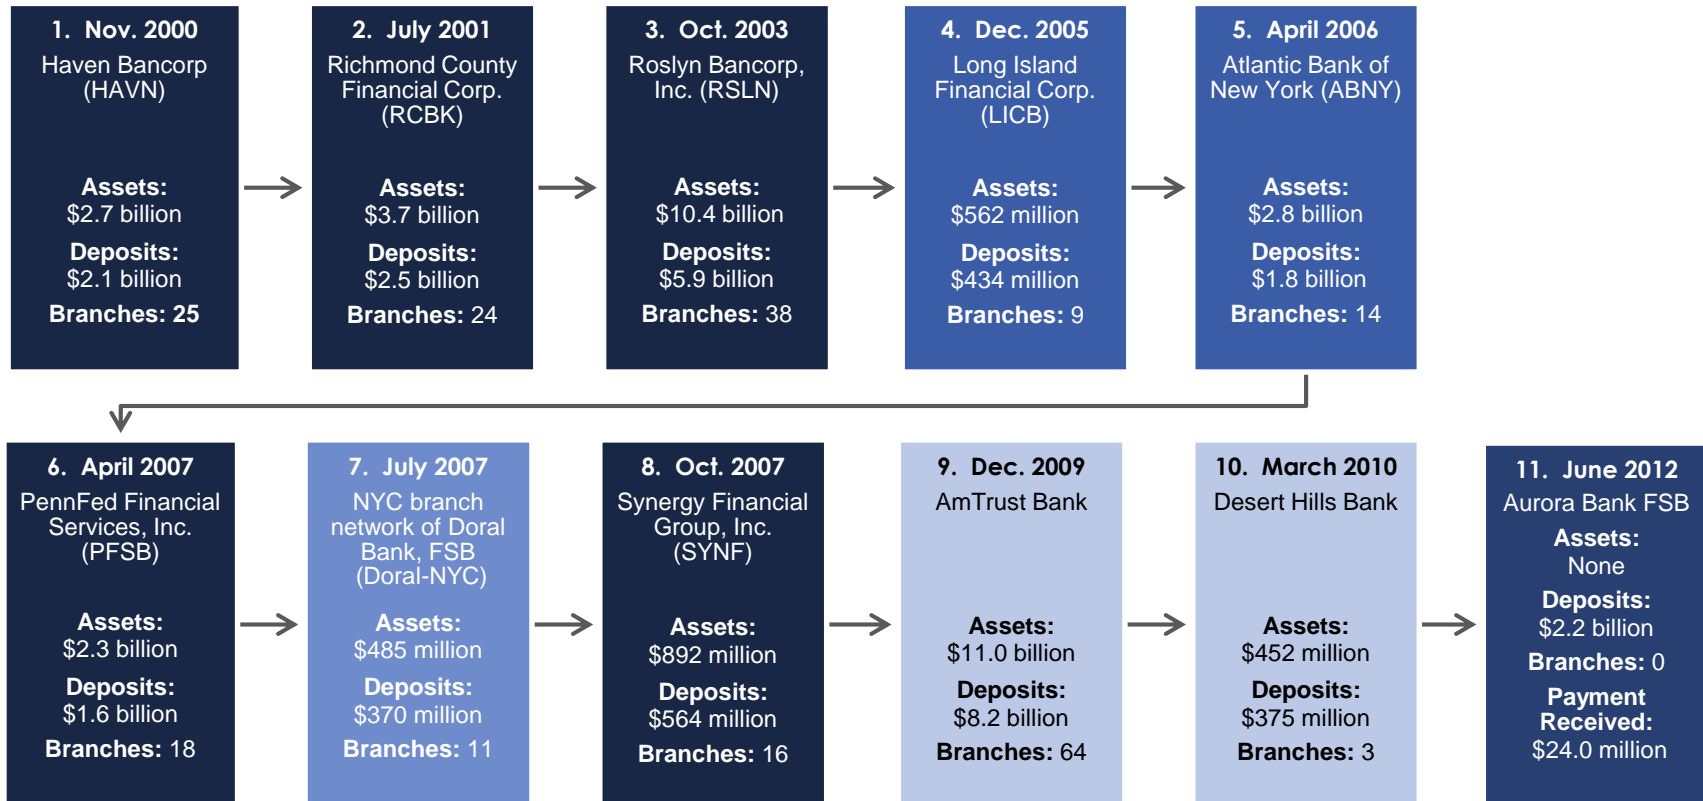 1. Nov. 2000
Haven Bancorp
(HAVN)
Assets:
$2.7 billion
Deposits:
$2.1 billion
Branches: 25
2. July 2001
Richmond County
Financial Corp.
(RCBK)
Assets:
$3.7 billion
Deposits:
$2.5 billion
Branches: 24
3. Oct. 2003
Roslyn Bancorp,
Inc. (RSLN)
Assets:
$10.4 billion
Deposits:
$5.9 billion
Branches: 38
4. Dec. 2005
Long Island
Financial Corp.
(LICB)
Assets:
$562 million
Deposits:
$434 million
Branches: 9
5. April 2006
Atlantic Bank of
New York (ABNY)
Assets:
$2.8 billion
Deposits:
$1.8 billion
Branches: 14
6. April 2007
PennFed Financial
Services, Inc.
(PFSB)
Assets:
$2.3 billion
Deposits:
$1.6 billion
Branches: 18
7. July 2007
NYC branch
network of Doral
Bank, FSB
(Doral-NYC)
Assets:
$485 million
Deposits:
$370 million
Branches: 11
8. Oct. 2007
Synergy Financial
Group, Inc.
(SYNF)
Assets:
$892 million
Deposits:
$564 million
Branches: 16
9. Dec. 2009
AmTrust Bank
Assets:
$11.0 billion
Deposits:
$8.2 billion
Branches: 64
10. March 2010
Desert Hills Bank
Assets:
$452 million
Deposits:
$375 million
Branches: 3
11. June 2012
Aurora Bank FSB
Assets:
None
Deposits:
$2.2 billion
Branches: 0
Payment
Received:
$24.0 million